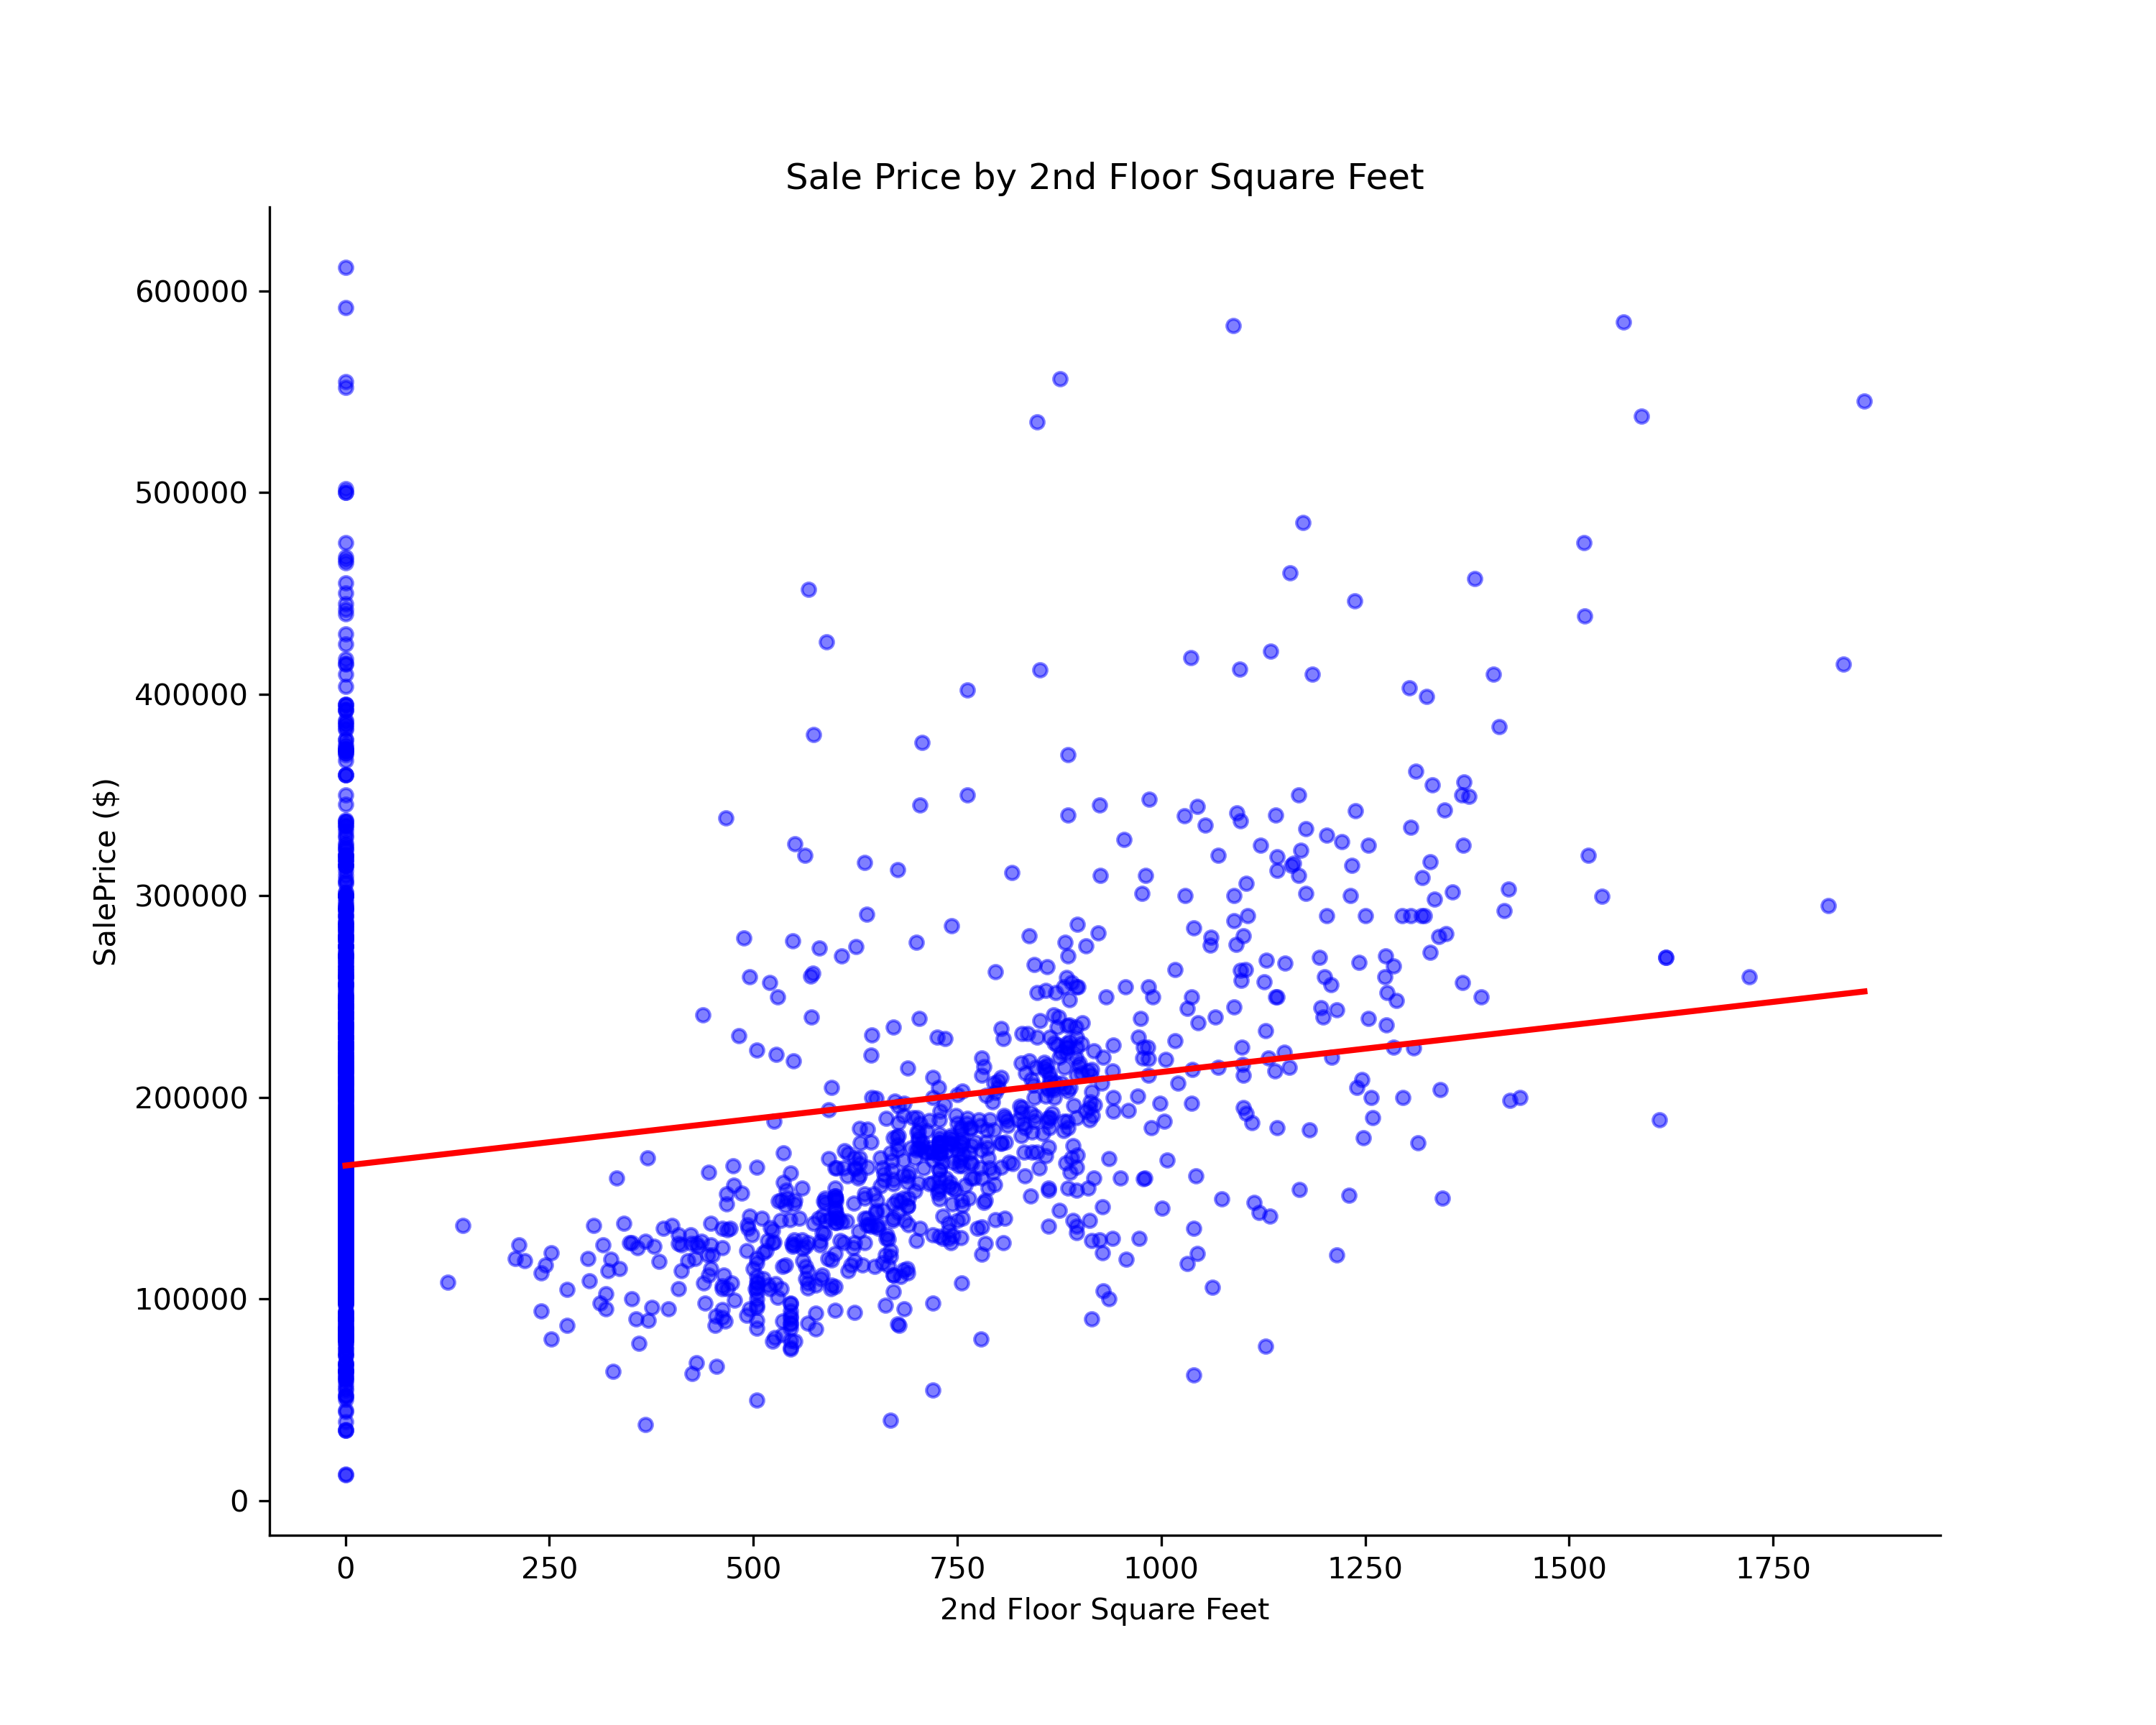 Sale Price by 2nd Floor Square Feet
600000
500000
400000
300000
200000
100000
0
SalePrice ($)
0 250 500 750 1000 1250 1500 1750
2nd Floor Square Feet